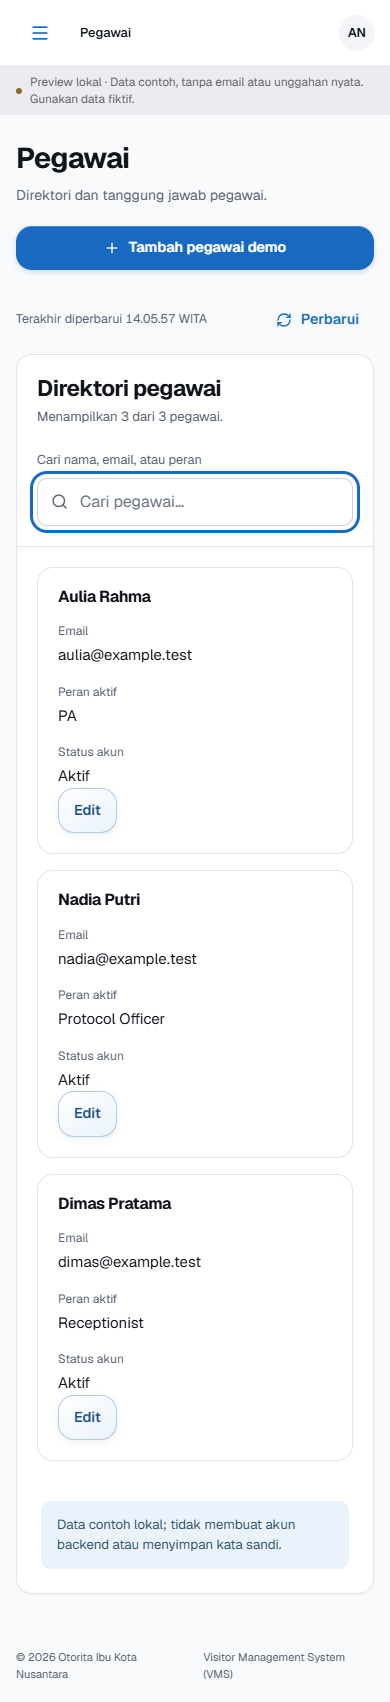 Pegawai
AN
Preview lokal · Data contoh, tanpa email atau unggahan nyata.
Gunakan data fiktif.
Pegawai
Direktori dan tanggung jawab pegawai.
Tambah pegawai demo
Terakhir diperbarui 14.05.57 WITA
Perbarui
Direktori pegawai
Menampilkan 3 dari 3 pegawai.
Cari nama, email, atau peran
Cari pegawai...
Aulia Rahma
Email
aulia@example.test
Peran aktif
PA
Status akun
Aktif
Edit
Nadia Putri
Email
nadia@example.test
Peran aktif
Protocol Officer
Status akun
Aktif
Edit
Dimas Pratama
Email
dimas@example.test
Peran aktif
Receptionist
Status akun
Aktif
Edit
Data contoh lokal; tidak membuat akun
backend atau menyimpan kata sandi.
© 2026 Otorita Ibu Kota
Nusantara
Visitor Management System
(VMS)